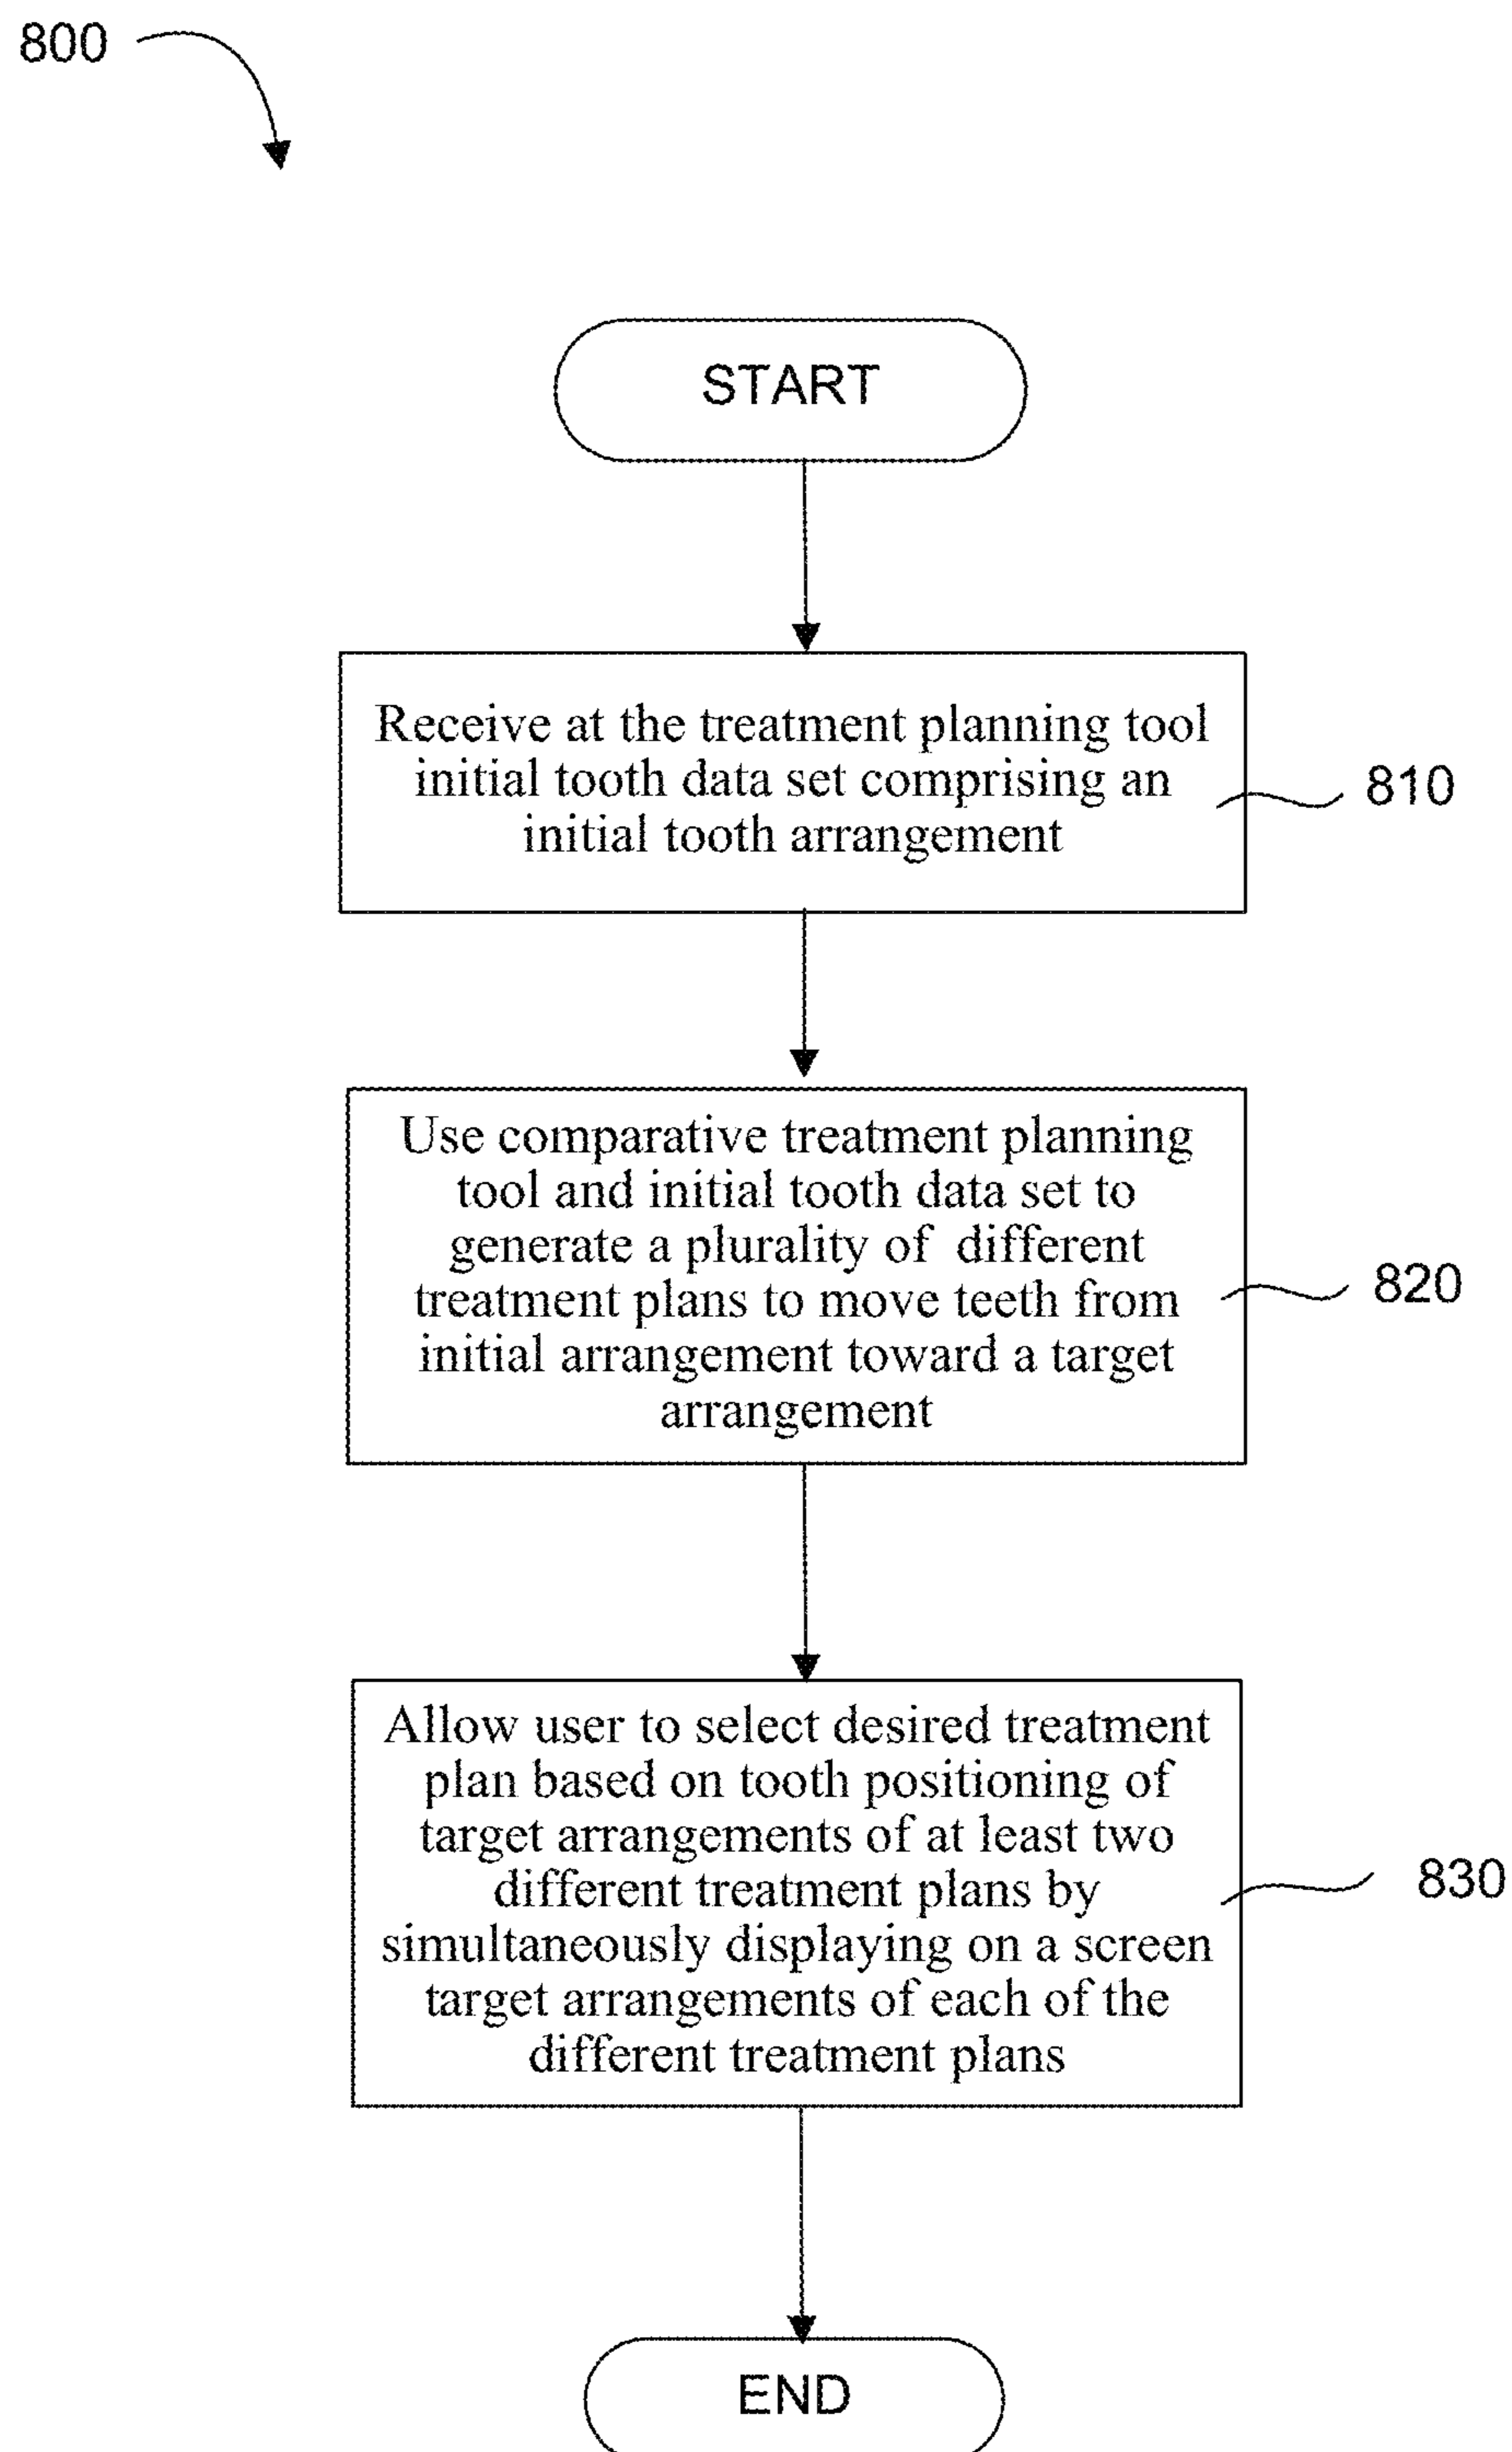 800
START
Receive at the treatment planning tool
initial tooth data set comprising an
initial tooth arrangement
810
Use comparative treatment planning
tool and initial tooth data set to
generate a plurality of different
treatment plans to move teeth from
initial arrangement toward a target
arrangement
820
Allow user to select desired treatment
plan based on tooth positioning of
target arrangements of at least two
different treatment plans by
simultaneously displaying on a screen
target arrangements of each of the
different treatment plans
830
END